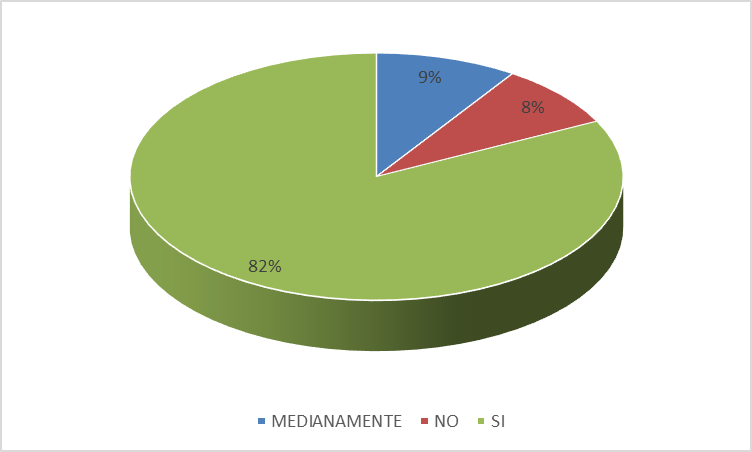 9%
8%
82%
MEDIANAMENTE NO SI